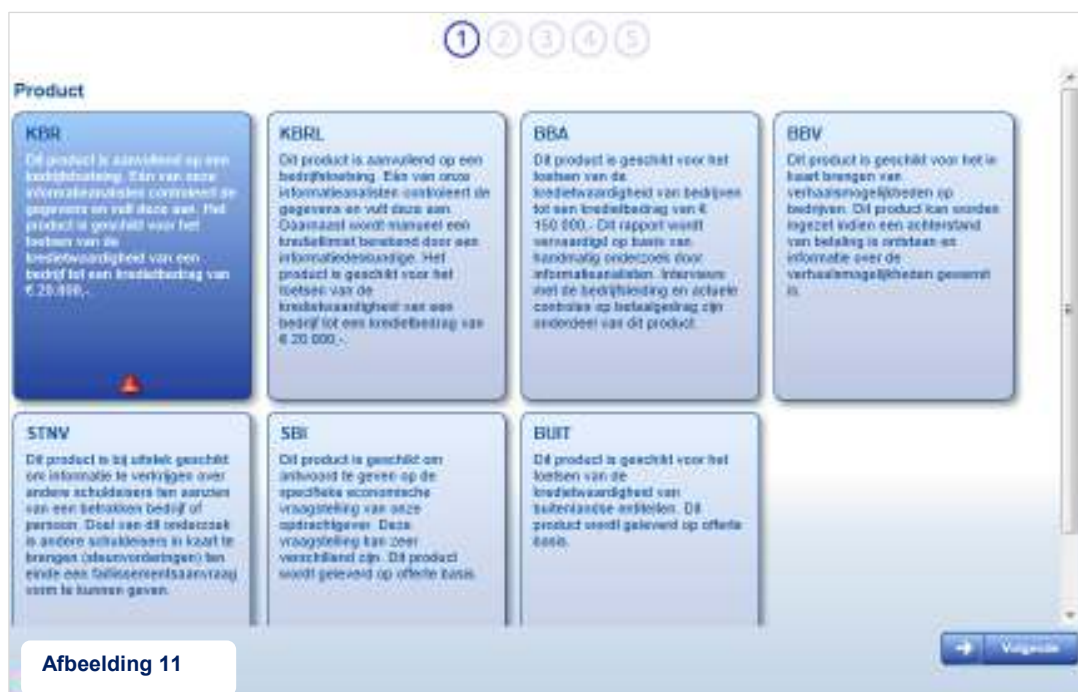 1 2 3 4 5
Product
KBR
Dit product is aanvullend op een
bedrijfstoetsing. Eén van onze
informatieanalisten controleert de
gegevens en vult deze aan. Het
product is geschikt voor het
toetsen van de
kredietwaardigheid van een
bedrijf tot een kredietbedrag van
€ 20.000,-.
KBRL
Dit product is aanvullend op een
bedrijfstoetsing. Eén van onze
informatieanalisten controleert de
gegevens en vult deze aan.
Daarnaast wordt manueel een
kredietlimiet berekend door een
informatiedeskundige. Het
product is geschikt voor het
toetsen van de
kredietwaardigheid van een
bedrijf tot een kredietbedrag van
€ 20.000,-.
BBA
Dit product is geschikt voor het
toetsen van de
kredietwaardigheid van bedrijven
tot een kredietbedrag van €
150.000,-. Dit rapport wordt
vervaardigd op basis van
handmatig onderzoek door
informatieanalisten. Interviews
met de bedrijfsleiding en actuele
controles op betaalgedrag zijn
onderdeel van dit product.
BBV
Dit product is geschikt voor het in
kaart brengen van
verhaalsmogelijkheden op
bedrijven. Dit product kan worden
ingezet indien een achterstand
van betaling is ontstaan en
informatie over de
verhaalsmogelijkheden gewenst
is.
STNV
Dit product is bij uitstek geschikt
om informatie te verkrijgen over
andere schuldeisers ten aanzien
van een betrokken bedrijf of
persoon. Doel van dit onderzoek
is andere schuldeisers in kaart te
brengen (steunvorderingen) ten
einde een faillissementsaanvraag
vorm te kunnen geven.
SBI
Dit product is geschikt om
antwoord te geven op de
specifieke economische
vraagstelling van onze
opdrachtgever. Deze
vraagstelling kan zeer
verschillend zijn. Dit product
wordt geleverd op offerte basis.
BUIT
Dit product is geschikt voor het
toetsen van de
kredietwaardigheid van
buitenlandse entiteiten. Dit
product wordt geleverd op offerte
basis.
Volgende
Afbeelding 11